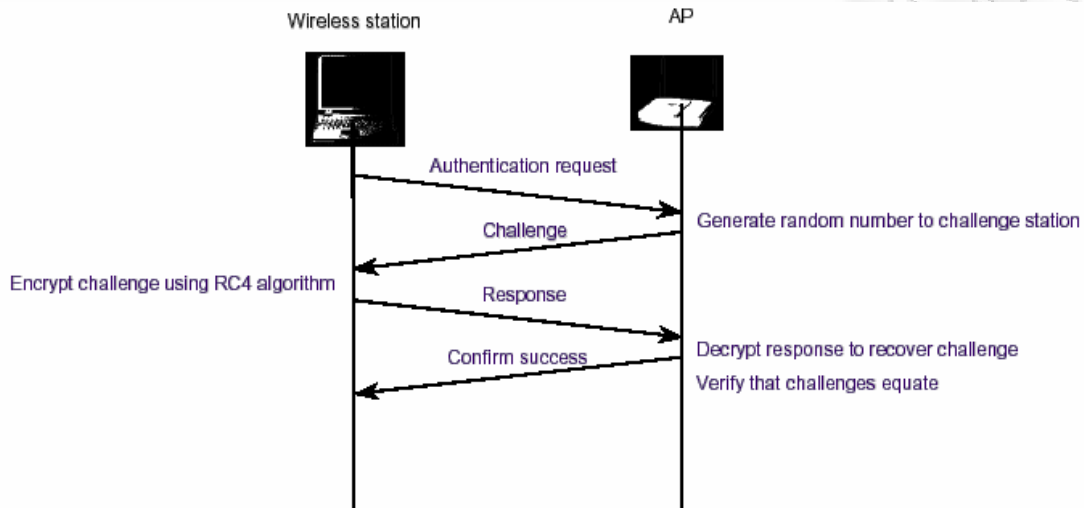 Wireless station
AP
Authentication request
Generate random number to challenge station
Challenge
Encrypt challenge using RC4 algorithm
Response
Decrypt response to recover challenge
Confirm success
Verify that challenges equate